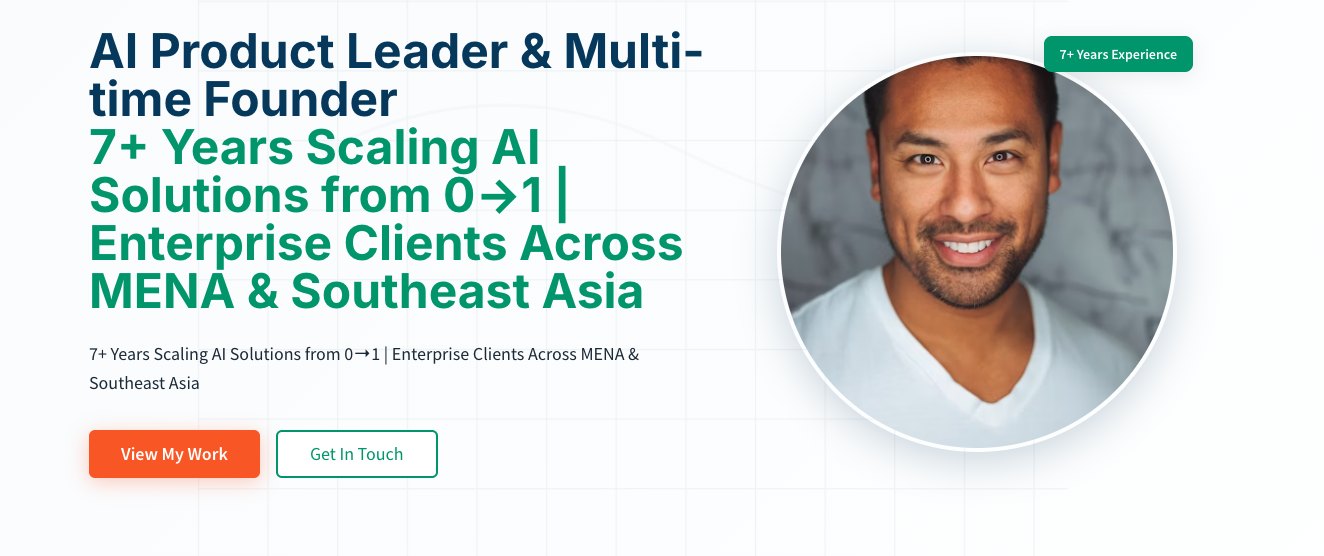 AI Product Leader & Multi-
time Founder
7+ Years Scaling AI
Solutions from 0→1 |
Enterprise Clients Across
MENA & Southeast Asia
7+ Years Scaling AI Solutions from 0→1 | Enterprise Clients Across MENA &
Southeast Asia
View My Work
Get In Touch
7+ Years Experience